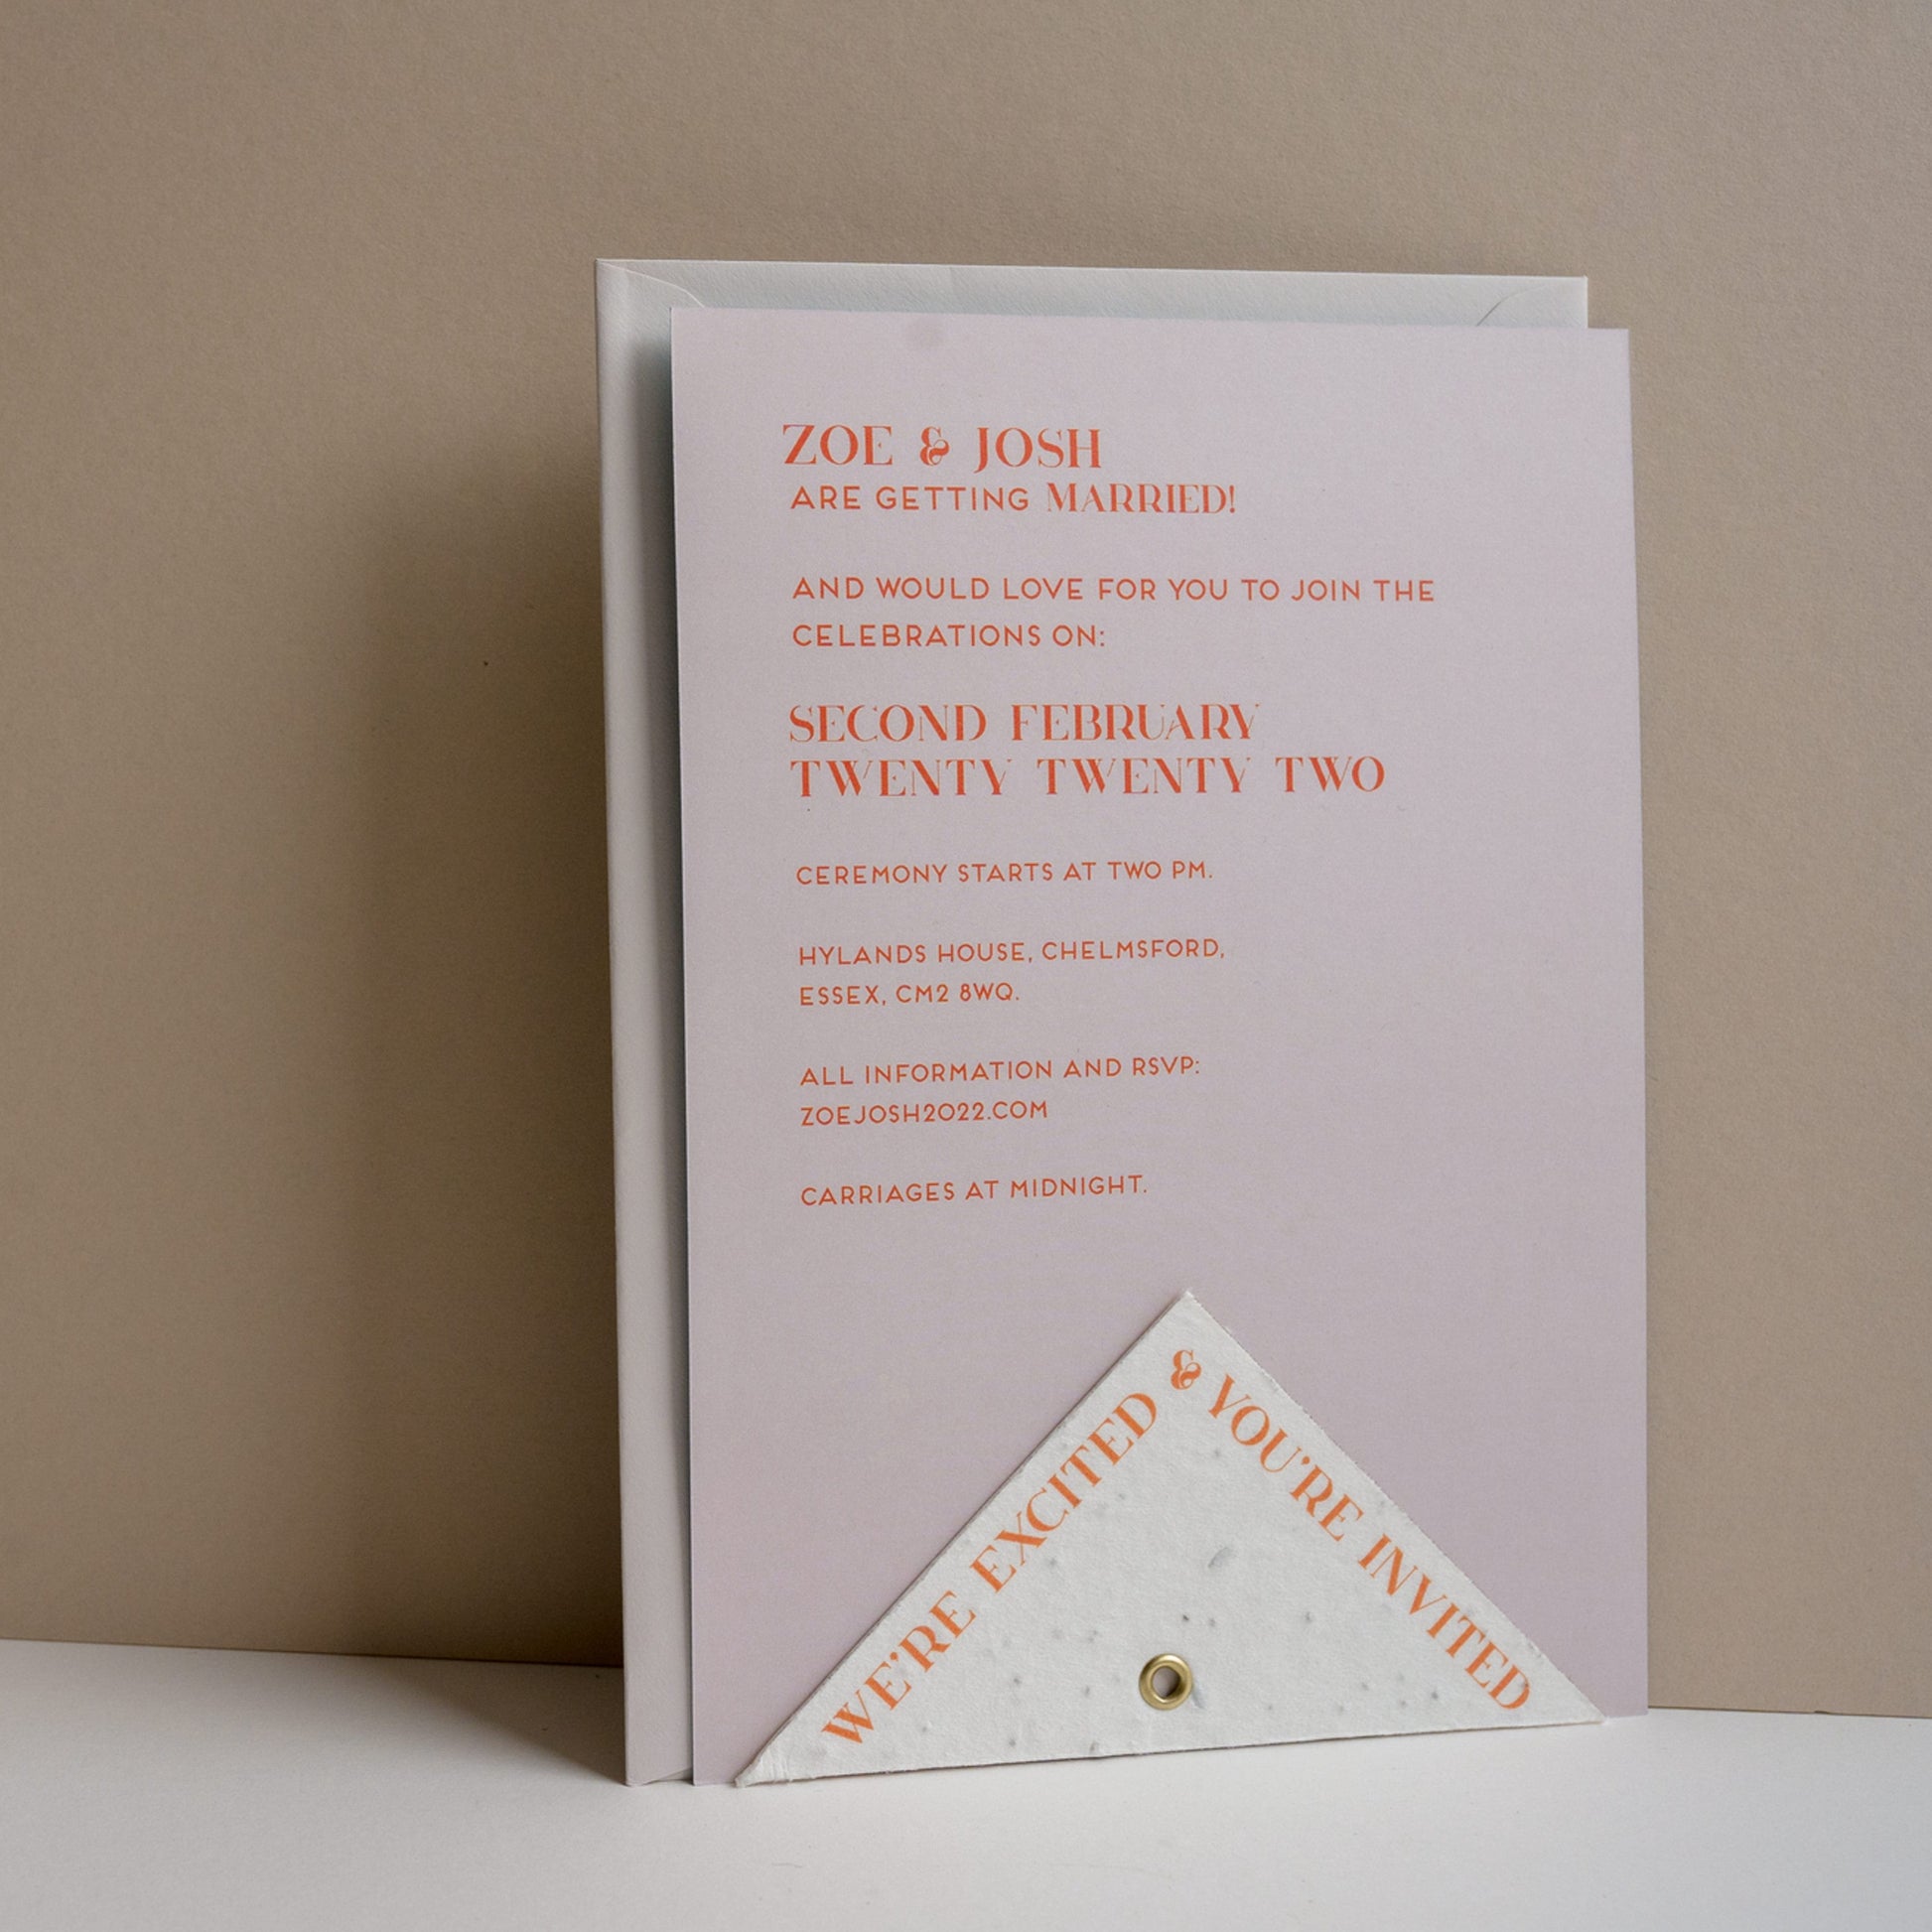 ZOE & JOSH
ARE GETTING MARRIED!
AND WOULD LOVE FOR YOU TO JOIN THE
CELEBRATIONS ON:
SECOND FEBRUARY
TWENTY TWENTY TWO
CEREMONY STARTS AT TWO PM.
HYLANDS HOUSE, CHELMSFORD,
ESSEX, CM2 8WQ.
ALL INFORMATION AND RSVP:
ZOEJOSH2022.COM
CARRIAGES AT MIDNIGHT.
WE'RE EXCITED & YOU'RE INVITED